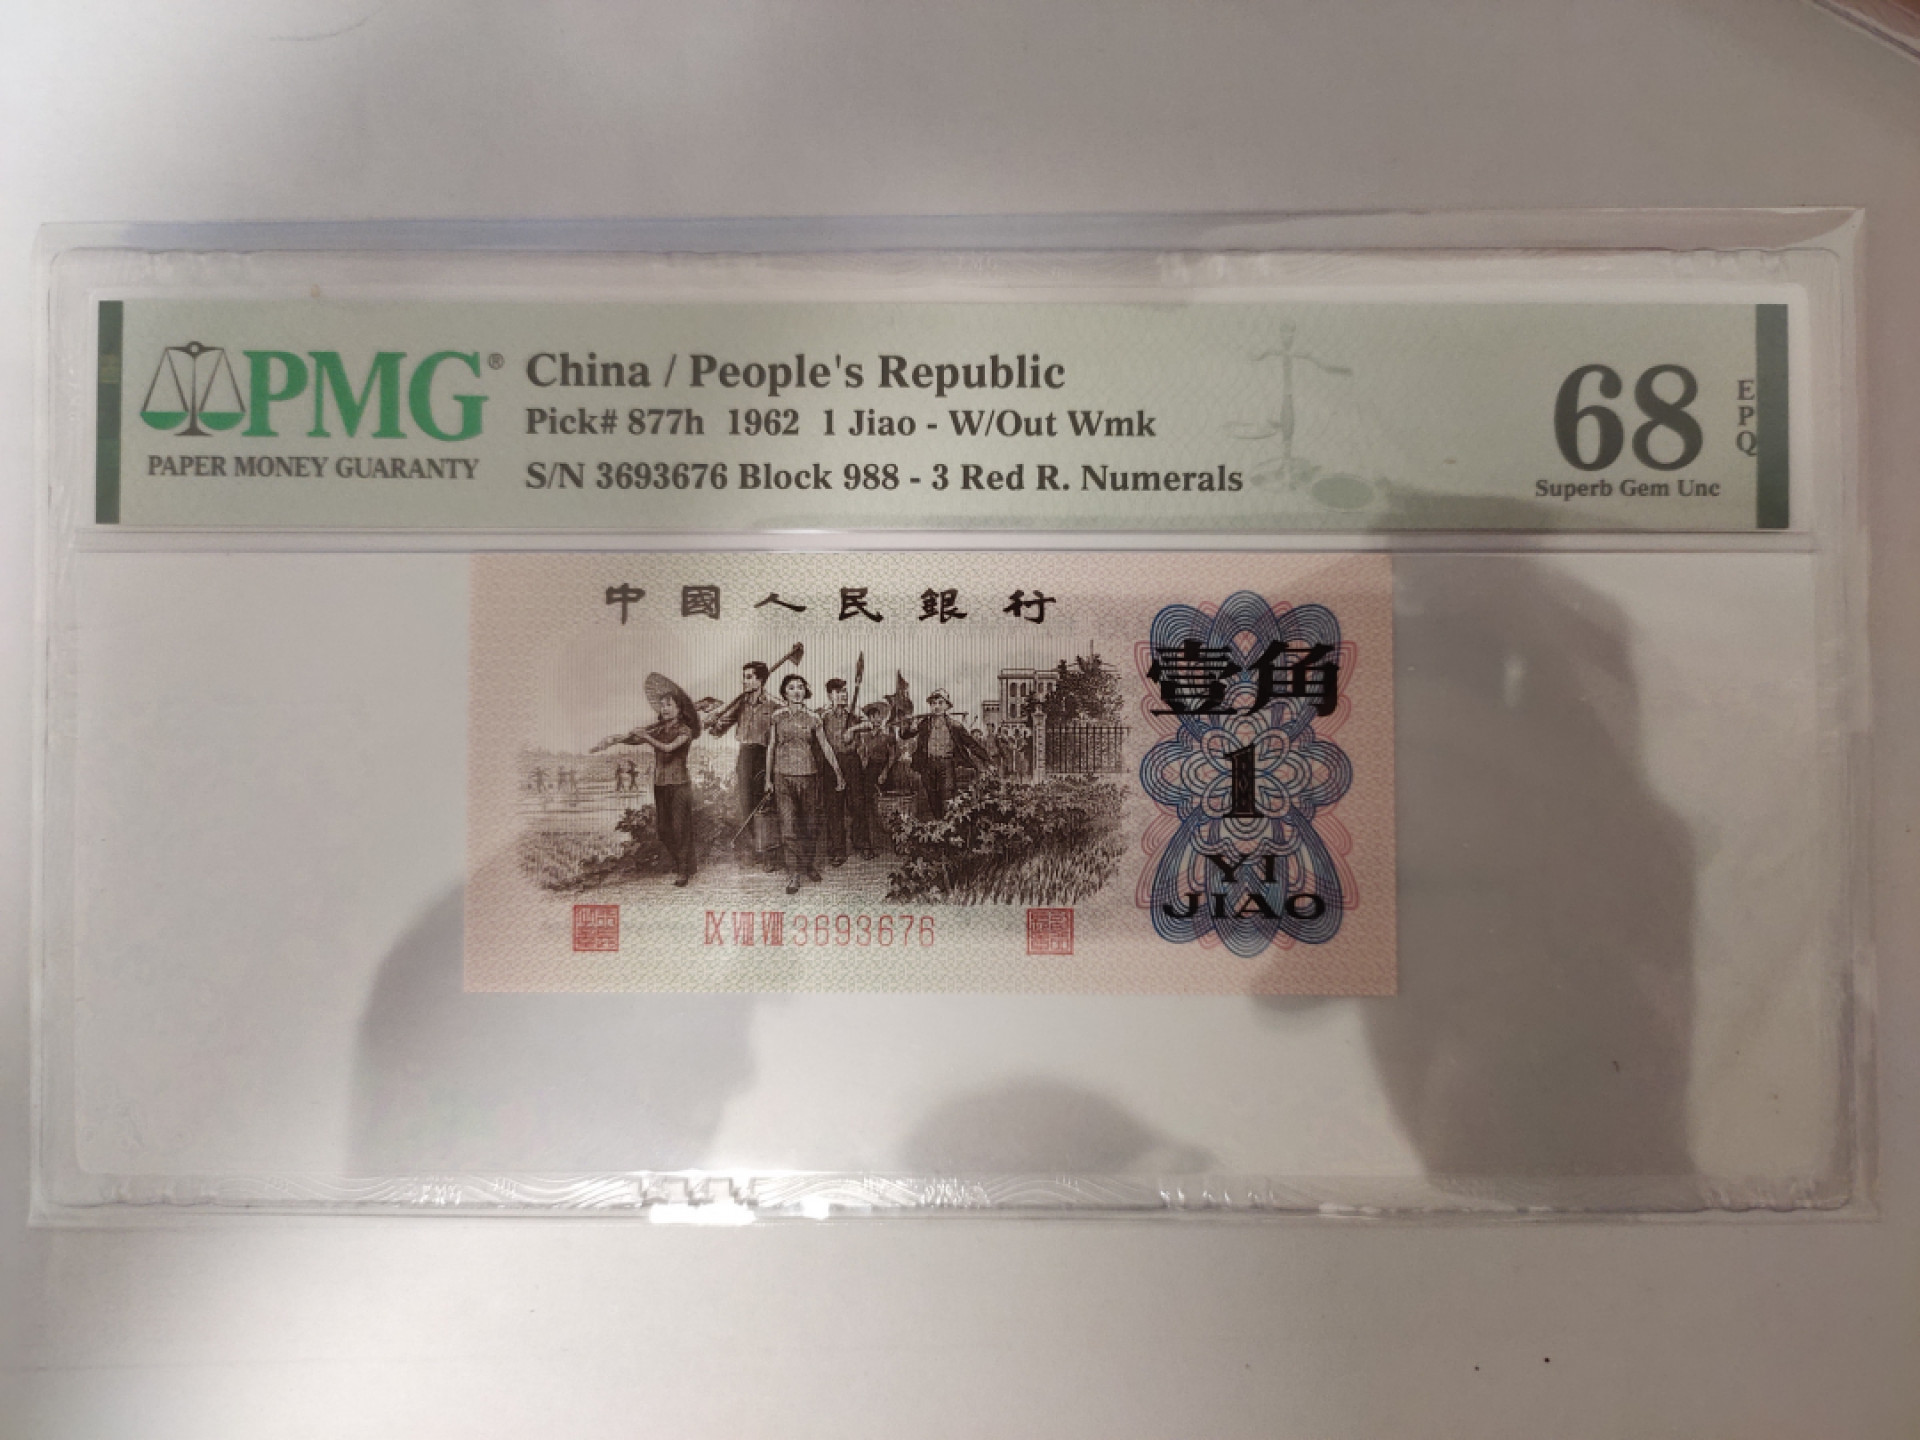 PMG®
PAPER MONEY GUARANTY
China / People's Republic
Pick# 877h 1962 1 Jiao - W/Out Wmk
S/N 3693676 Block 988 - 3 Red R. Numerals
68
EPQ
Superb Gem Unc
中國人民銀行
壹角
1
YI
JIAO
IX VIII VIII 3693676